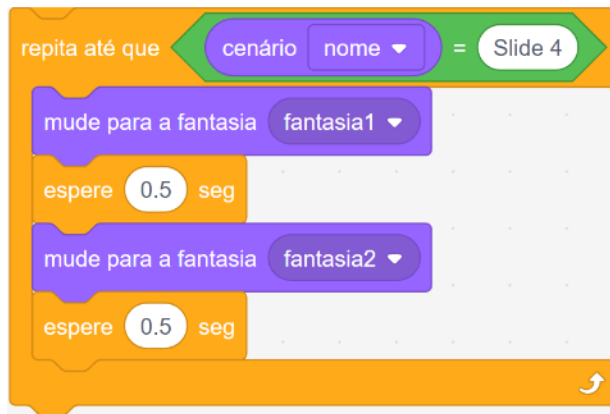 repita até que cenário nome = Slide 4
mude para a fantasia fantasia1
espere 0.5 seg
mude para a fantasia fantasia2
espere 0.5 seg